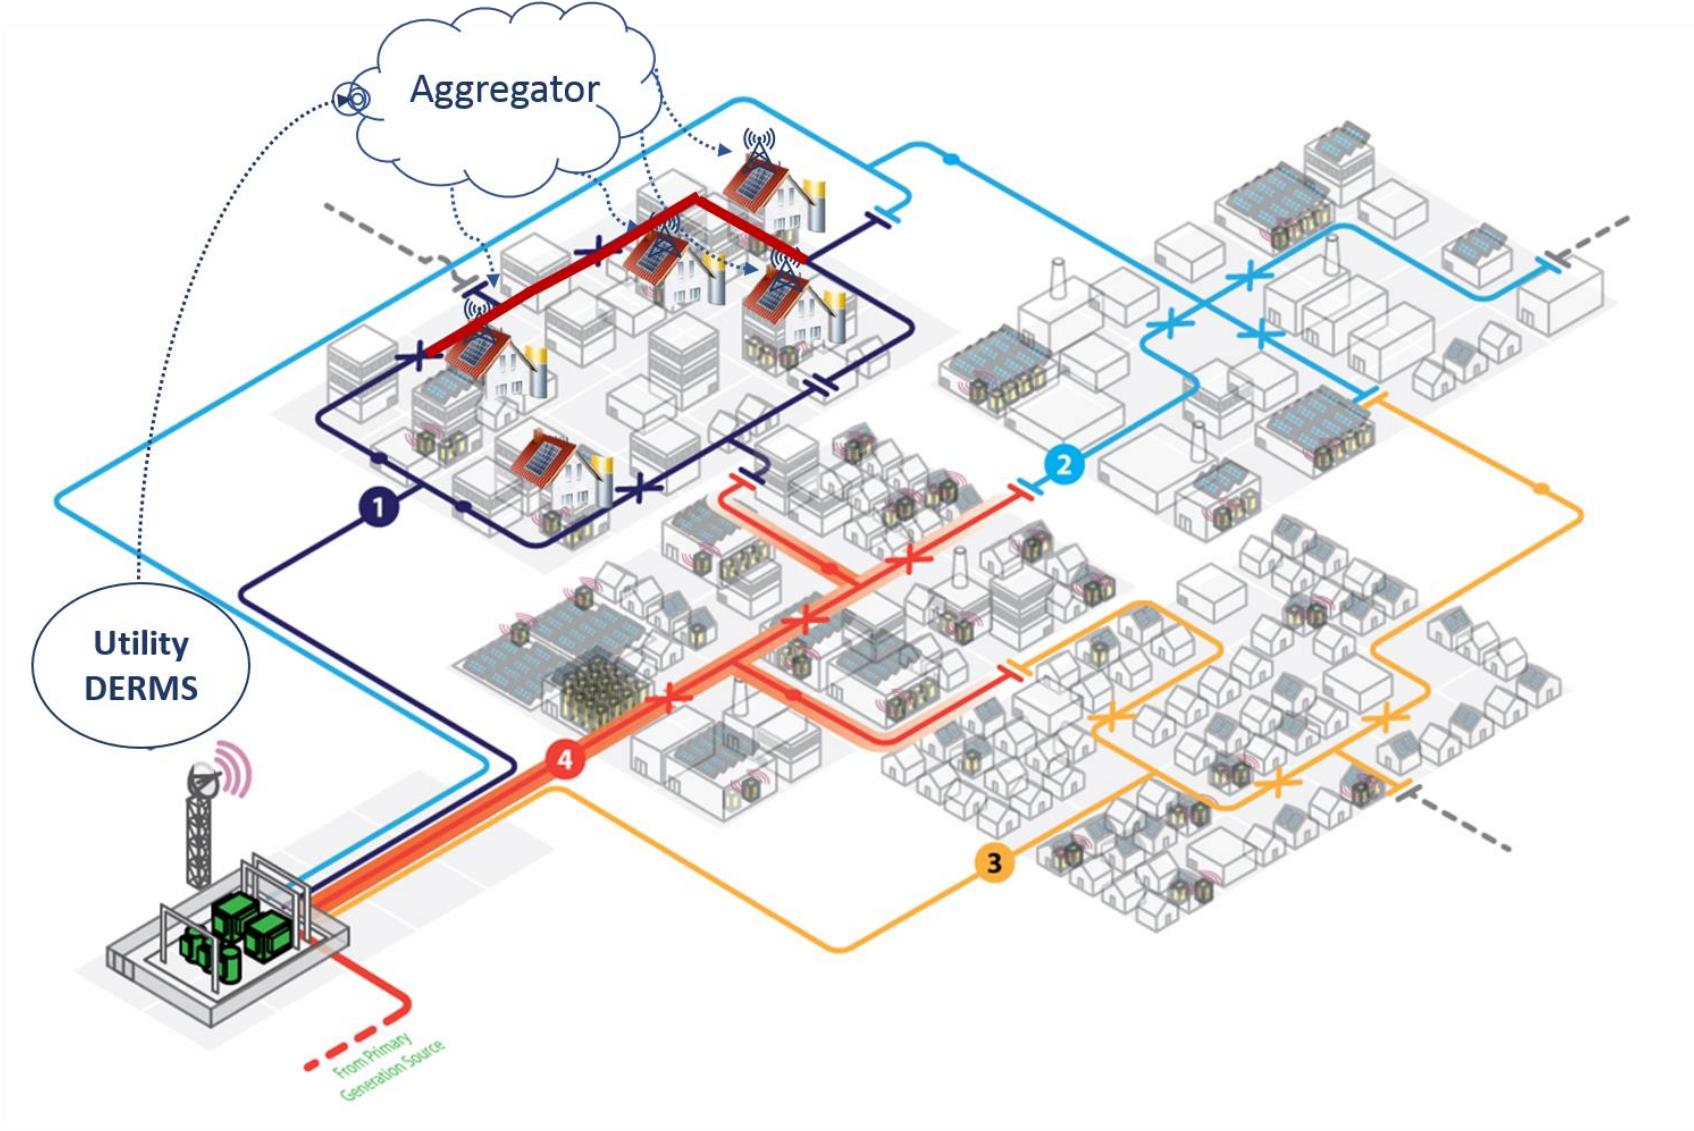 Aggregator
2
1
Utility
DERMS
4
3
From Primary
Generation Source